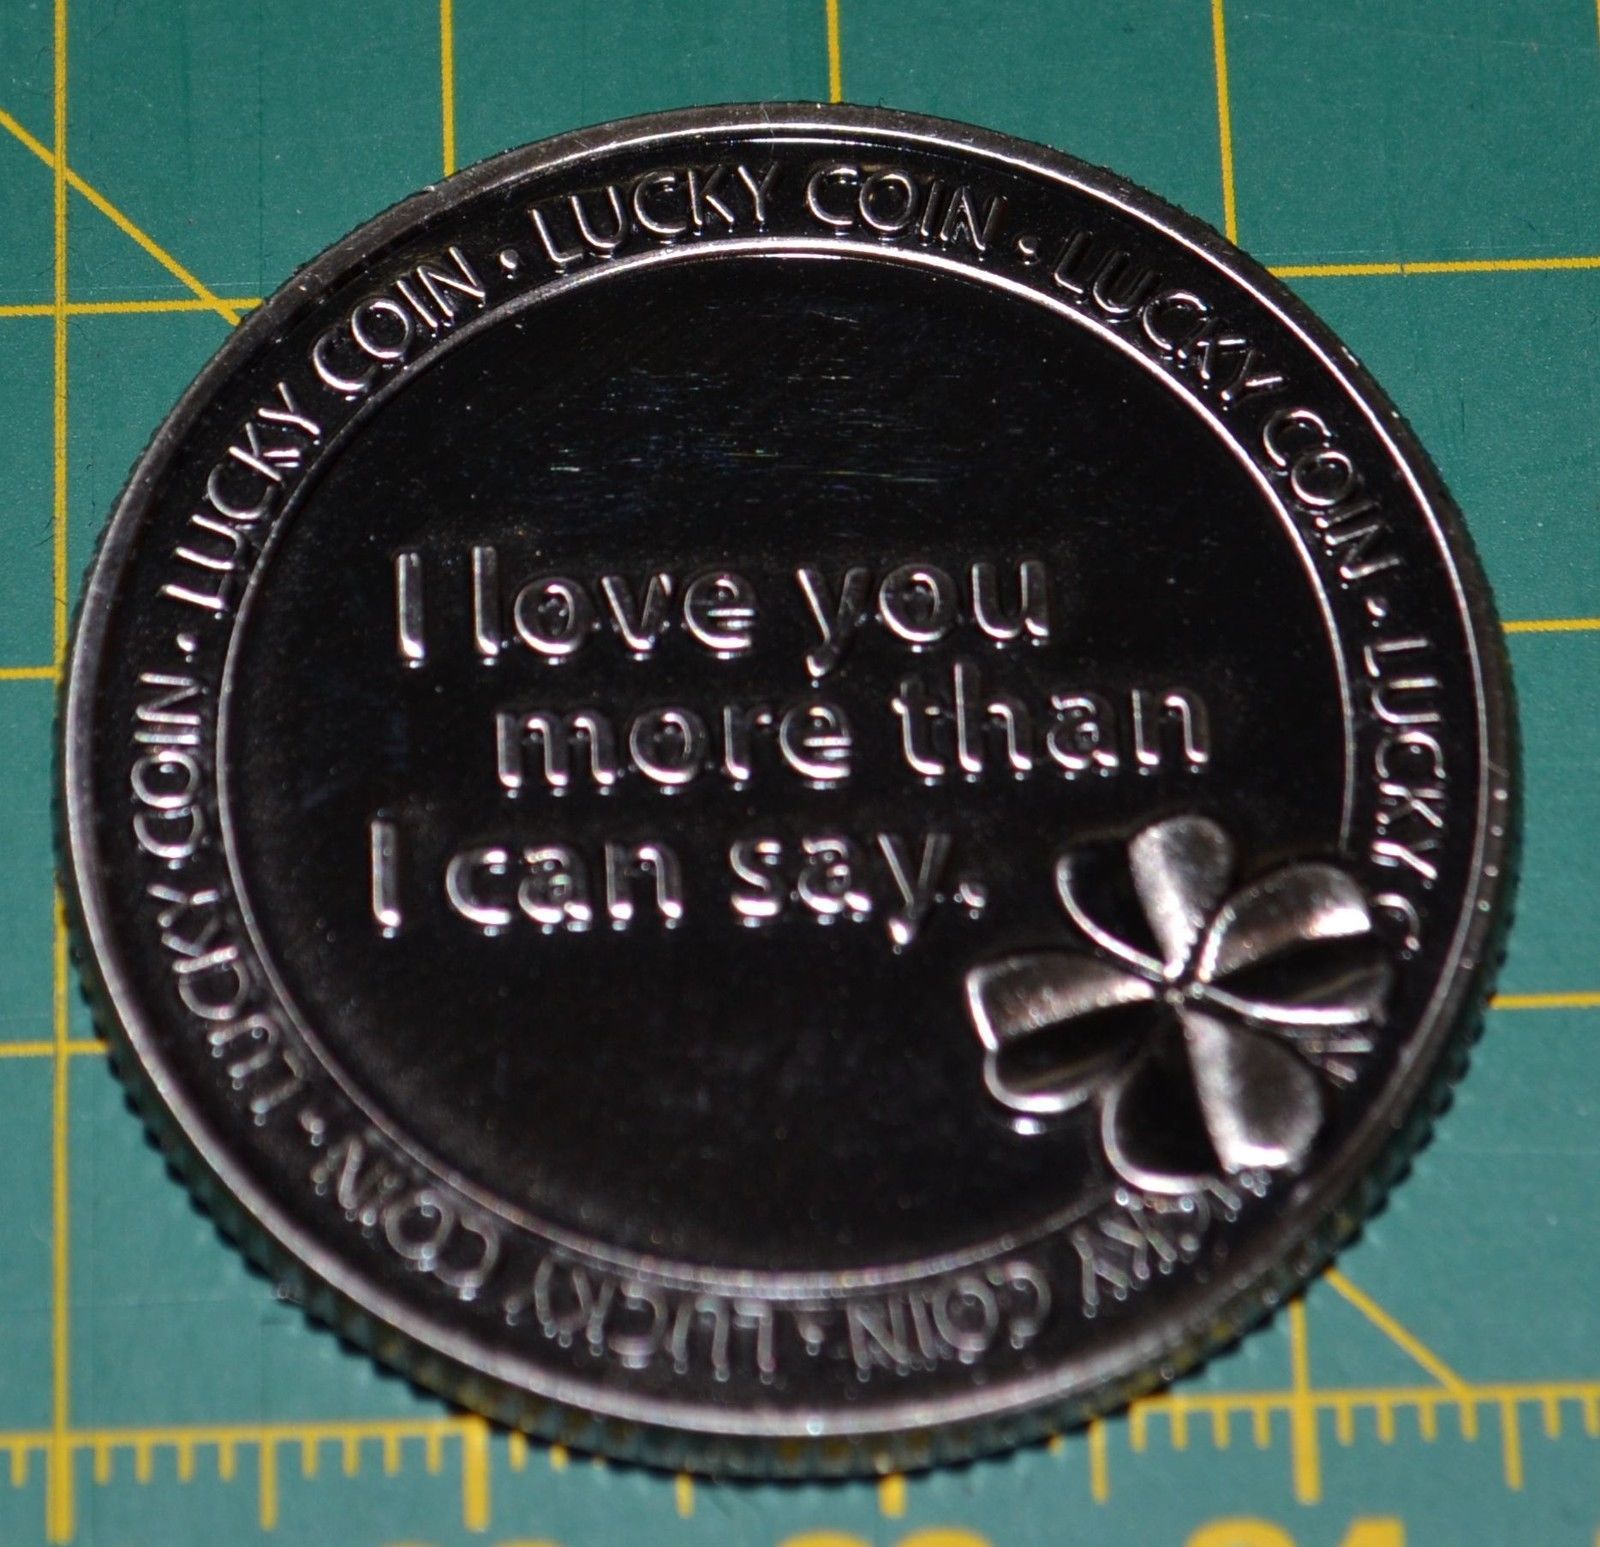 I love you
more than
I can say.
LUCKY COIN · LUCKY COIN · LUCKY COIN · LUCKY C
LUCKY COIN · LUCKY COIN · LUCKY COIN ·